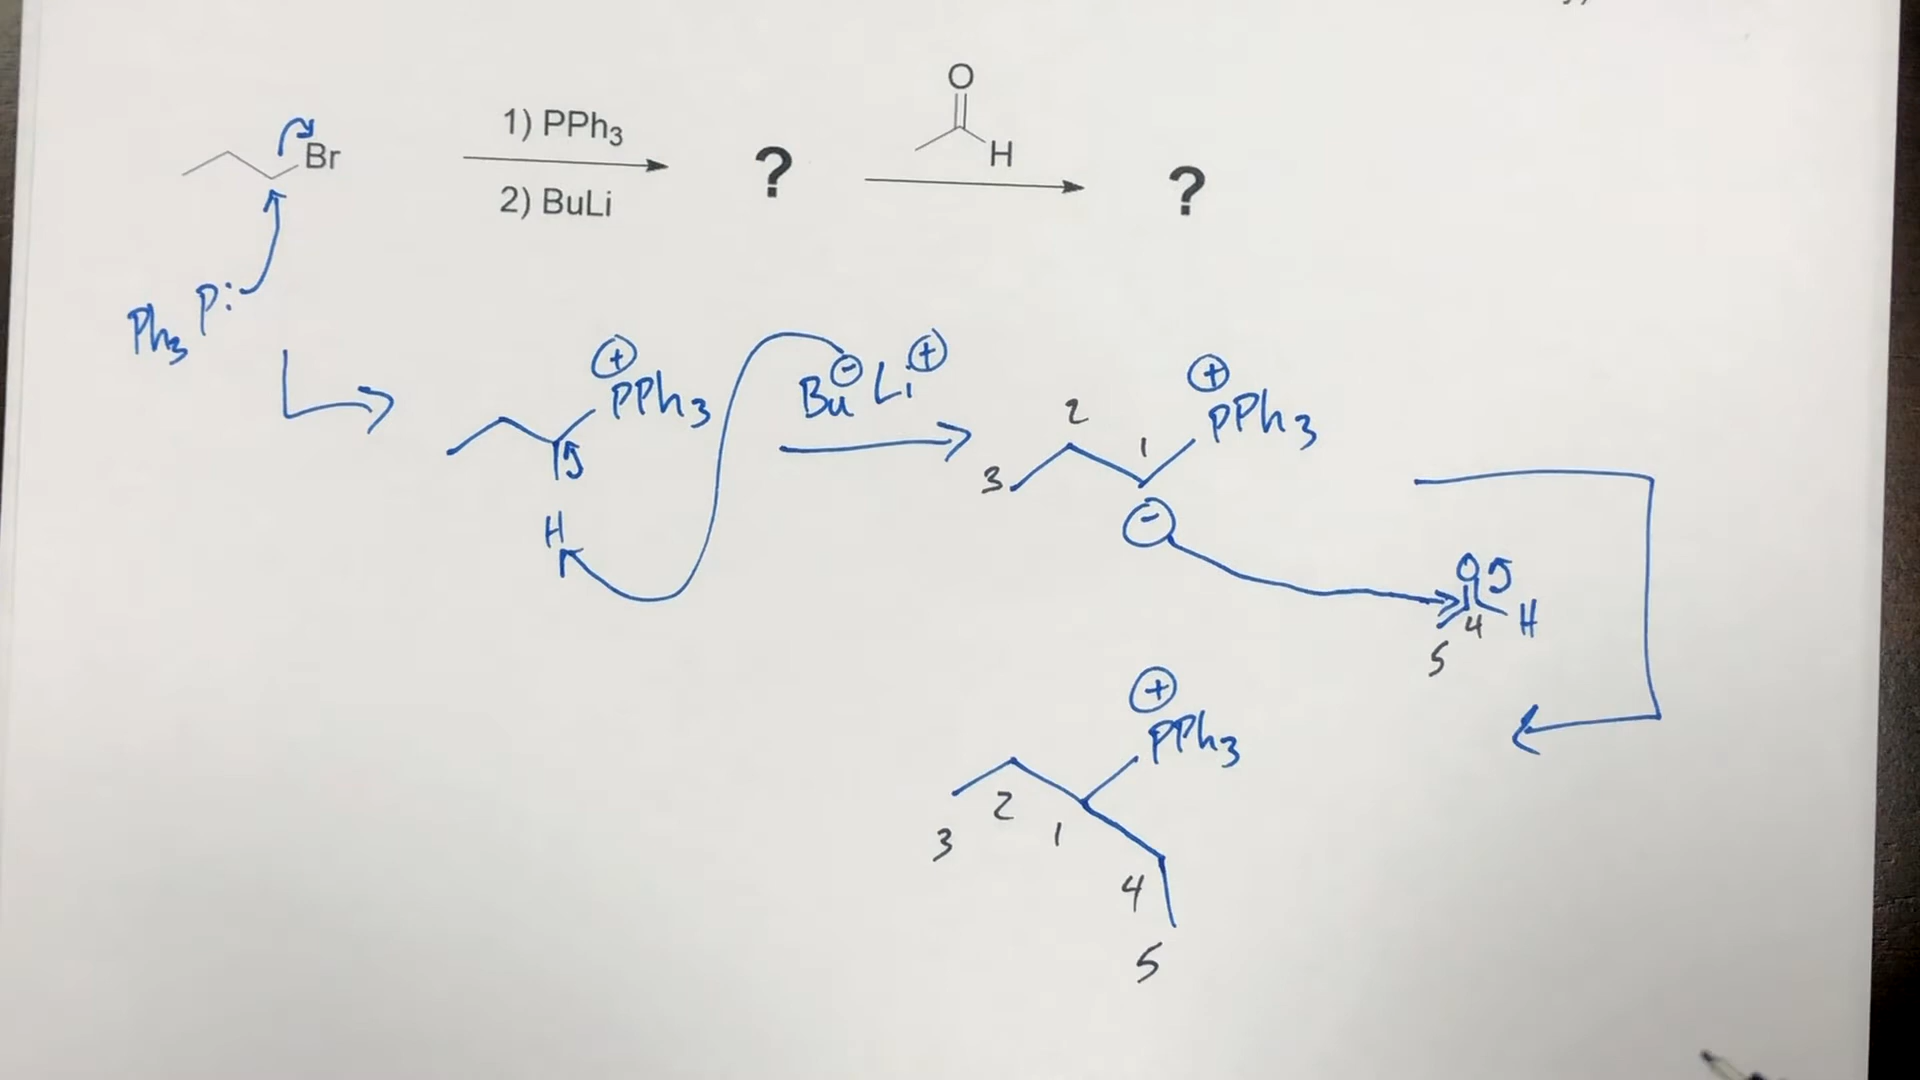 O
1) PPh3
Br
H
?
?
2) BuLi
Ph3 P:
+
PPh3
Bu⊖ Li⊕
+
PPh3
2
1
3
-
O
H
H
4
5
+
PPh3
2
1
3
4
5